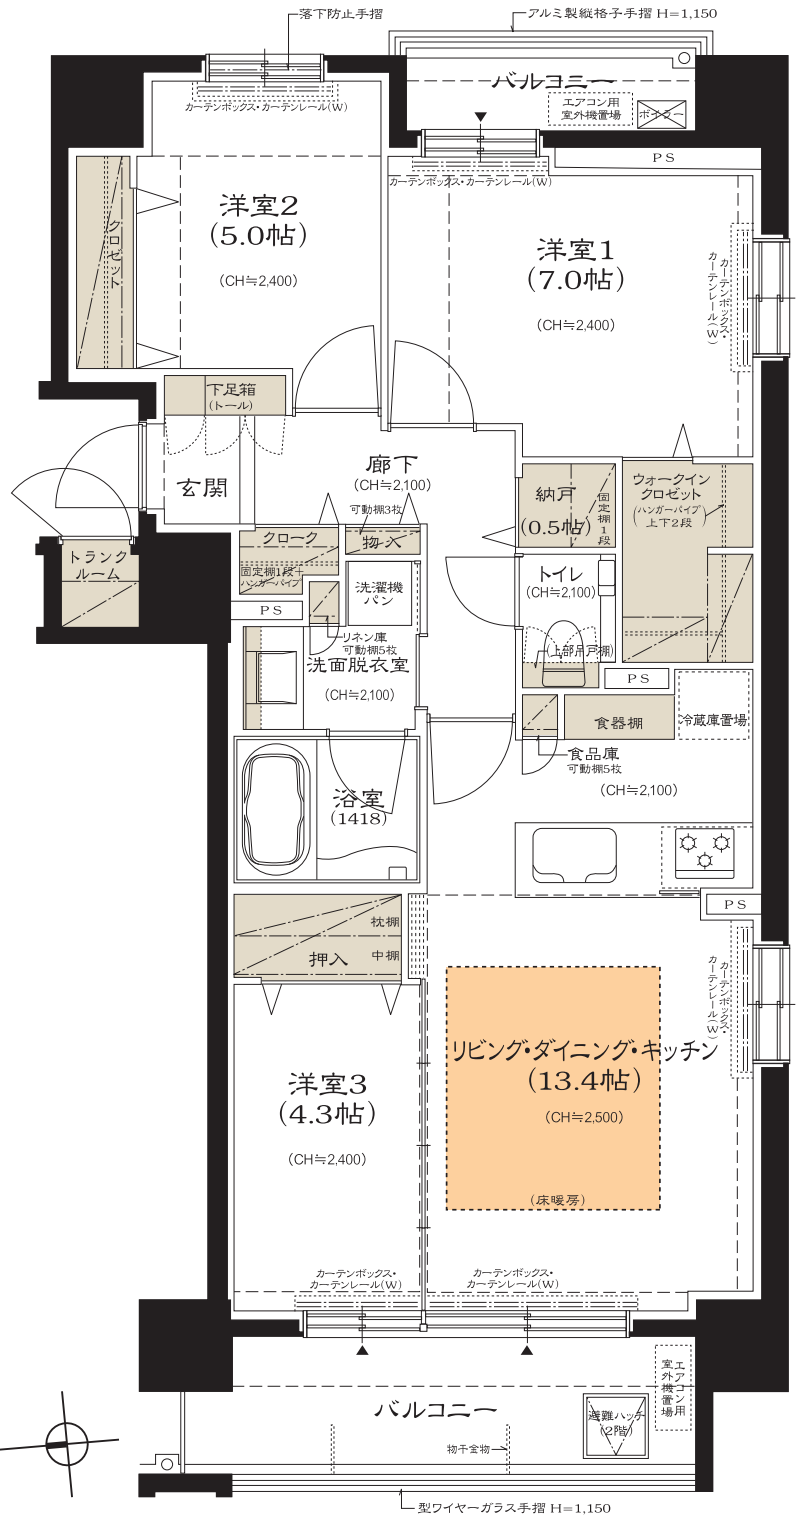 落下防止手摺
アルミ製縦格子手摺 H=1,150
バルコニー
エアコン用
室外機置場
ボイラー
カーテンボックス・カーテンレール(W)
カーテンボックス・カーテンレール(W)
PS
洋室2
(5.0帖)
(CH≒2,400)
クロゼット
洋室1
(7.0帖)
(CH≒2,400)
カーテンボックス・
カーテンレール(W)
下足箱
(トール)
玄関
廊下
(CH≒2,100)
納戸
(0.5帖)
固定棚1段
ウォークイン
クロゼット
(ハンガーパイプ)
上下2段
可動棚3枚
物入
クローク
固定棚1段+
ハンガーパイプ
トランク
ルーム
PS
洗濯機
パン
リネン庫
可動棚5枚
洗面脱衣室
(CH≒2,100)
トイレ
(CH≒2,100)
(上部吊戸棚)
PS
食器棚
冷蔵庫置場
食品庫
可動棚5枚
(CH≒2,100)
浴室
(1418)
PS
枕棚
中棚
押入
カーテンボックス・
カーテンレール(W)
リビング・ダイニング・キッチン
(13.4帖)
(CH≒2,500)
(床暖房)
洋室3
(4.3帖)
(CH≒2,400)
カーテンボックス・
カーテンレール(W)
カーテンボックス・
カーテンレール(W)
バルコニー
エアコン用
室外機置場
避難ハッチ
(2階)
物干金物
型ワイヤーガラス手摺 H=1,150